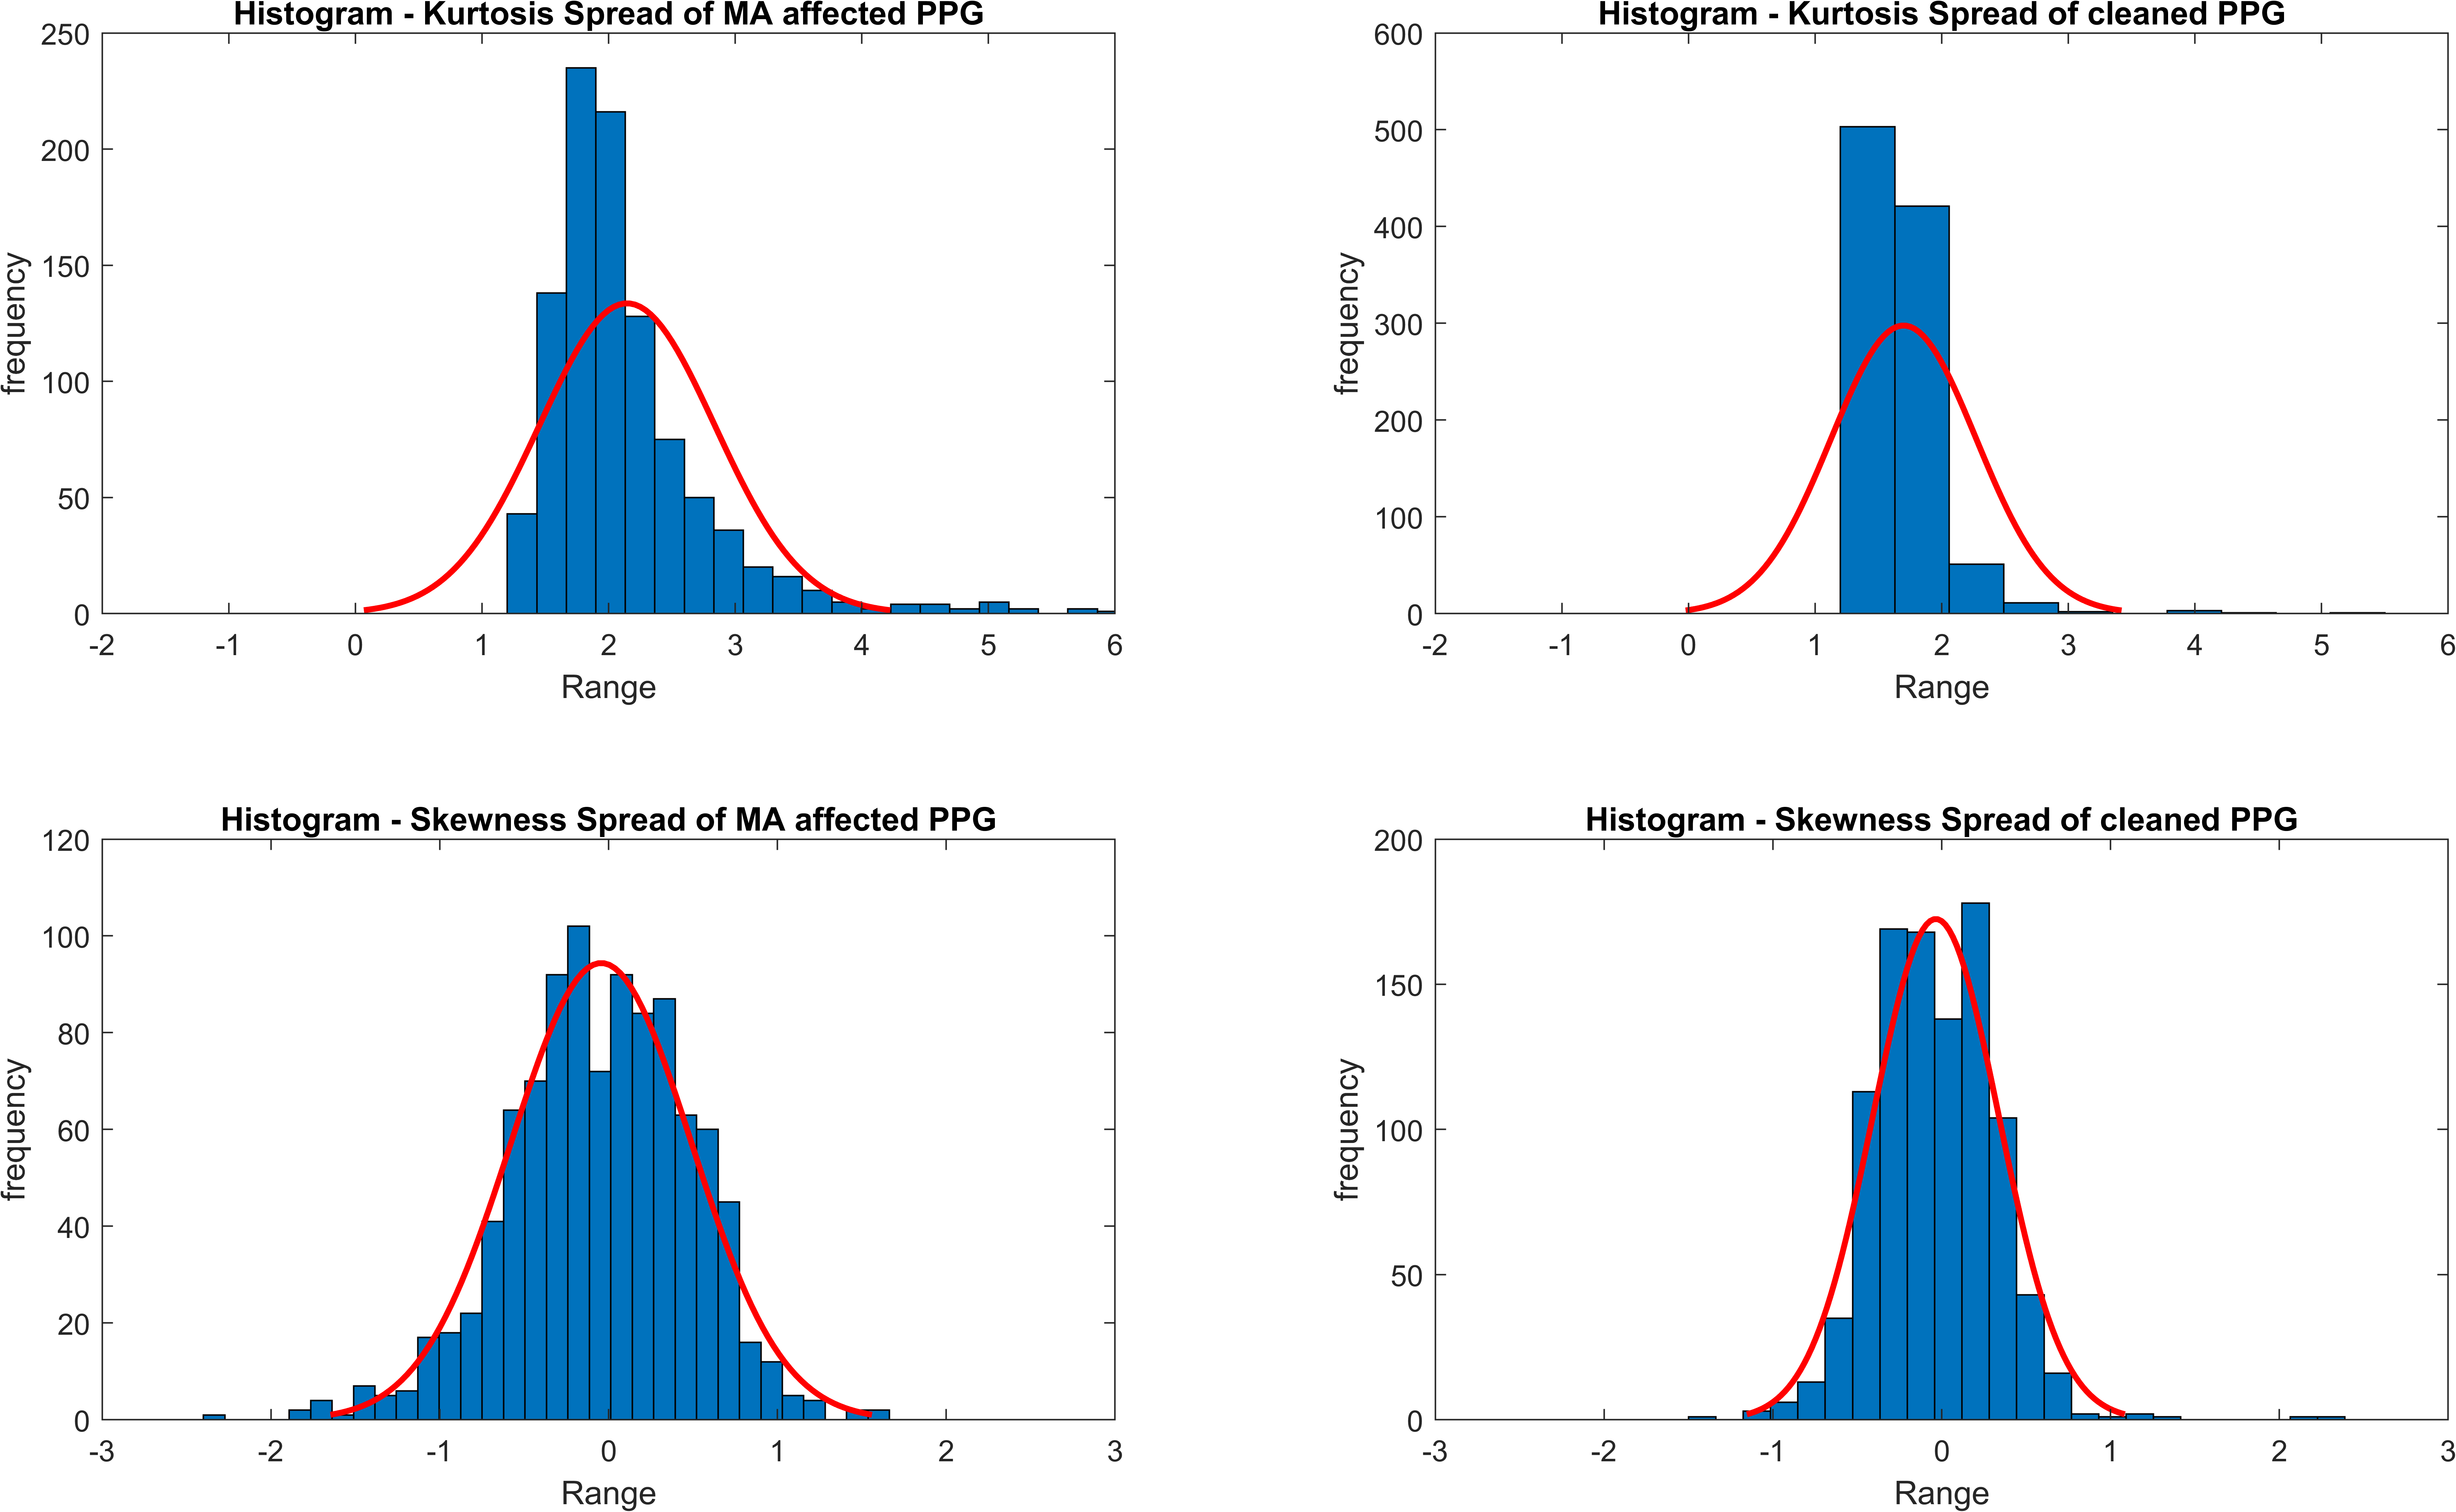 Histogram - Kurtosis Spread of MA affected PPG
250
200
150
100
50
0
frequency
-2 -1 0 1 2 3 4 5 6
Range
Histogram - Kurtosis Spread of cleaned PPG
600
500
400
300
200
100
0
frequency
-2 -1 0 1 2 3 4 5 6
Range
Histogram - Skewness Spread of MA affected PPG
120
100
80
60
40
20
0
frequency
-3 -2 -1 0 1 2 3
Range
Histogram - Skewness Spread of cleaned PPG
200
150
100
50
0
frequency
-3 -2 -1 0 1 2 3
Range